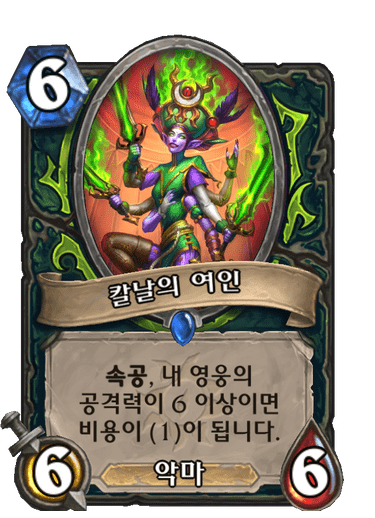 6
칼날의 여인
속공, 내 영웅의
공격력이 6 이상이면
비용이 (1)이 됩니다.
6 악마 6